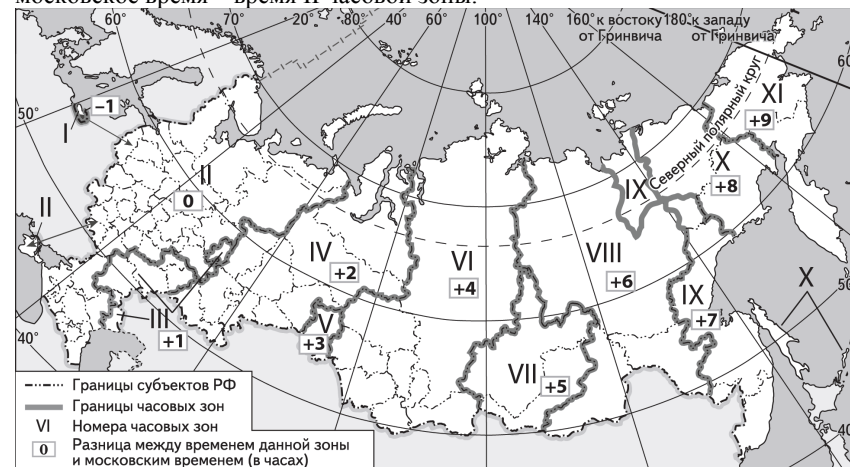 московское время – время II часовой зоны.
60° 70° 20° 80° 40° 60° 100° 140° 160° к востоку от Гринвича 180° к западу от Гринвича
60
50°
40°
50
40
Северный полярный круг
I
–1
II
II
0
III
+1
IV
+2
V
+3
VI
+4
VII
+5
VIII
+6
IX
IX
+7
X
+8
X
XI
+9
Границы субъектов РФ
Границы часовых зон
VI Номера часовых зон
0 Разница между временем данной зоны
и московским временем (в часах)